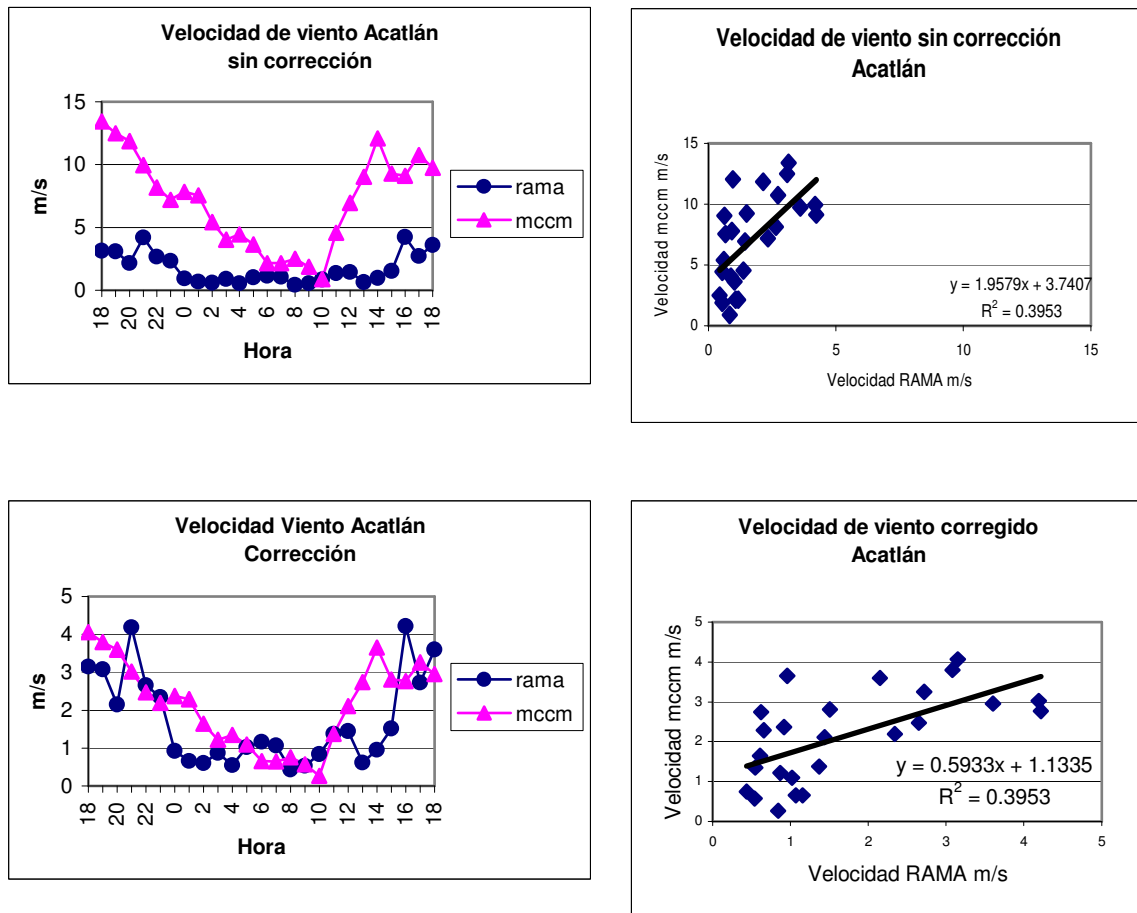 Velocidad de viento Acatlán
sin corrección
15
10
5
0
m/s
18
20
22
0
2
4
6
8
10
12
14
16
18
Hora
rama
mccm
Velocidad de viento sin corrección
Acatlán
15
10
5
0
Velocidad mccm m/s
y = 1.9579x + 3.7407
R² = 0.3953
0 5 10 15
Velocidad RAMA m/s
Velocidad Viento Acatlán
Corrección
5
4
3
2
1
0
m/s
18
20
22
0
2
4
6
8
10
12
14
16
18
Hora
rama
mccm
Velocidad de viento corregido
Acatlán
5
4
3
2
1
0
Velocidad mccm m/s
y = 0.5933x + 1.1335
R² = 0.3953
0 1 2 3 4 5
Velocidad RAMA m/s